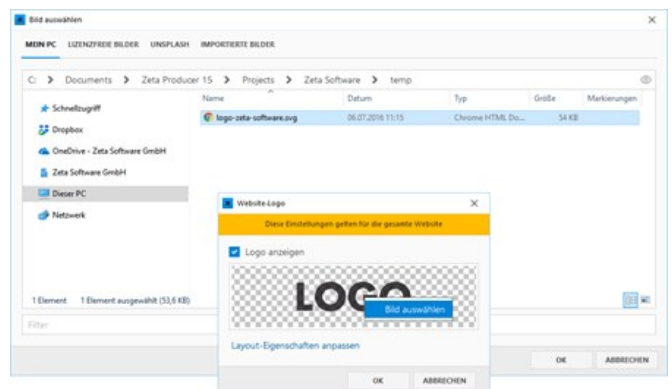 Bild auswählen
MEIN PC LIZENZFREIE BILDER UNSPLASH IMPORTIERTE BILDER
C: > Documents > Zeta Producer 15 > Projects > Zeta Software > temp
Name Datum Typ Größe Markierungen
Schnellzugriff
logo-zeta-software.svg 06.07.2016 11:15 Chrome HTML Do... 54 KB
Dropbox
OneDrive - Zeta Software GmbH
Zeta Software GmbH
Dieser PC
Netzwerk
1 Element 1 Element ausgewählt (53,6 KB)
Filter
OK ABBRECHEN
Website-Logo
Diese Einstellungen gelten für die gesamte Website
Logo anzeigen
LOGO
Bild auswählen
Layout-Eigenschaften anpassen
OK ABBRECHEN